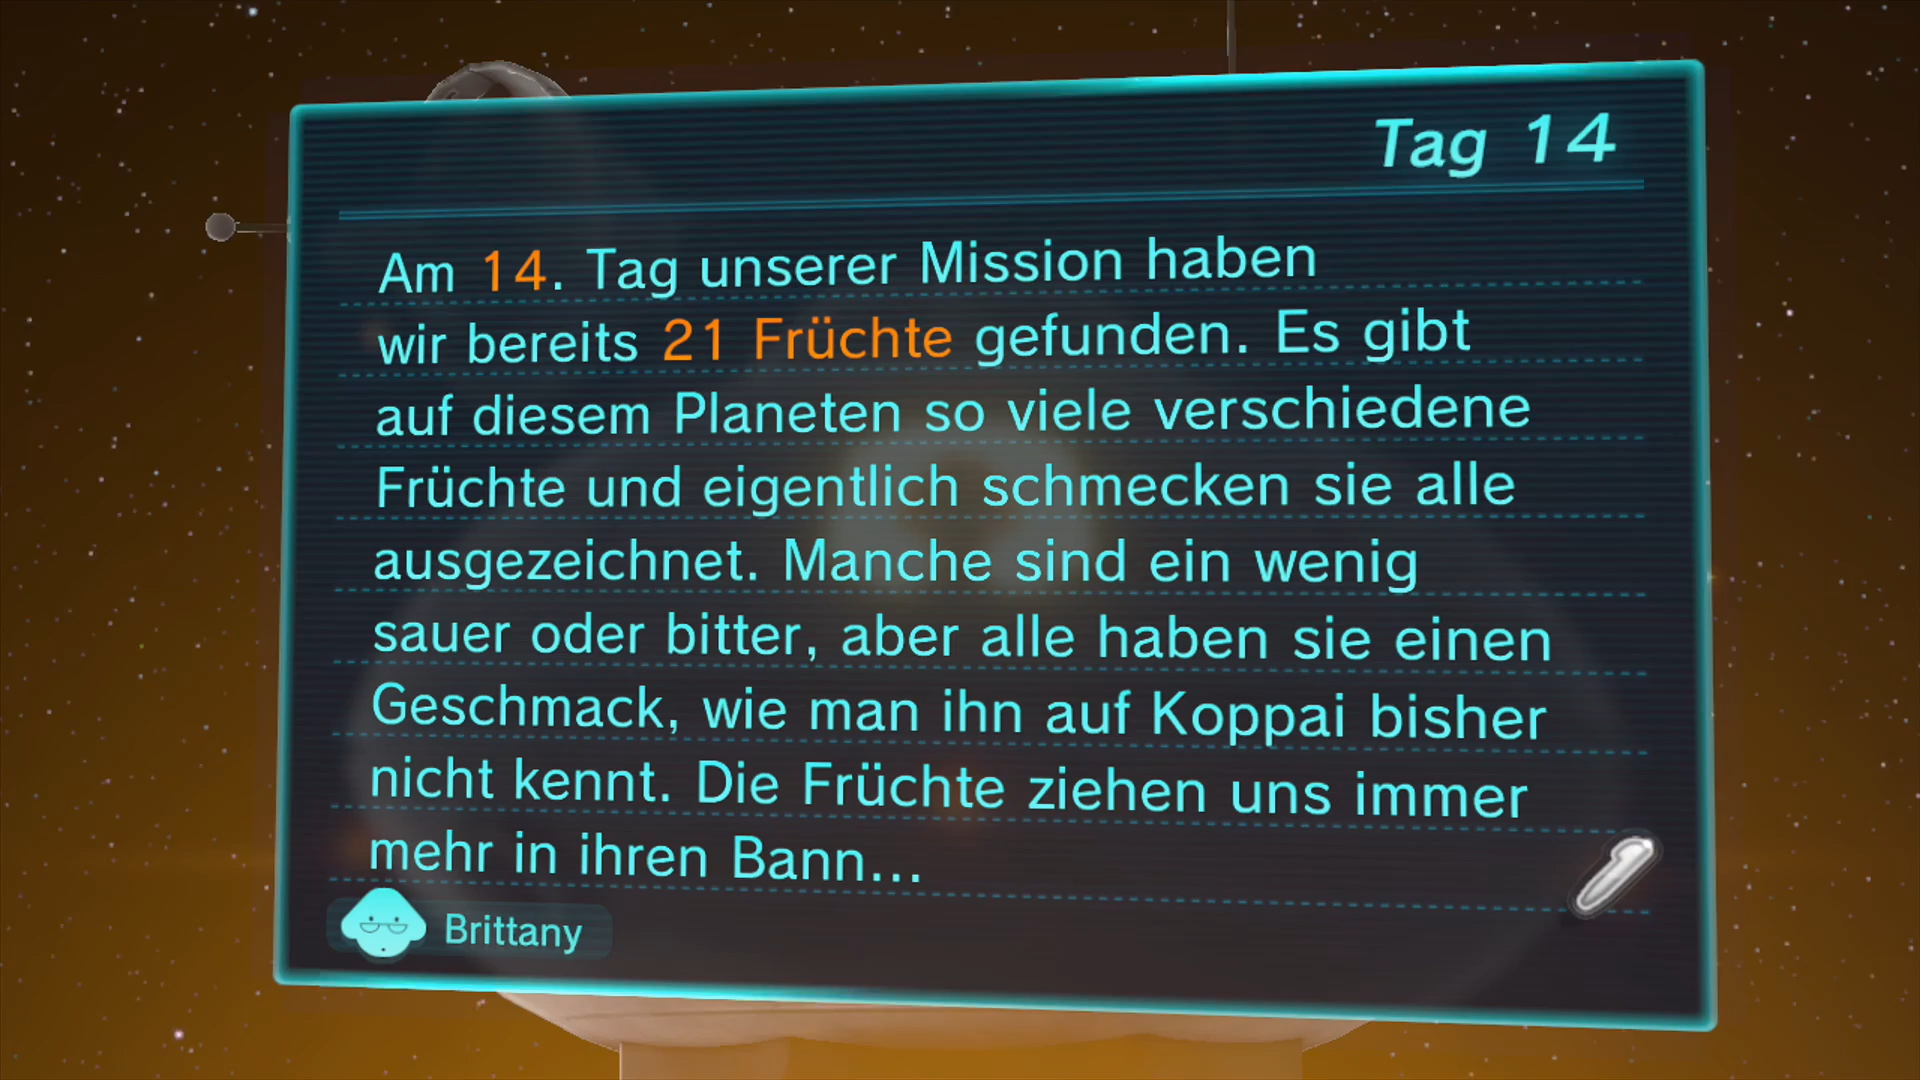 Tag 14
Am 14. Tag unserer Mission haben
wir bereits 21 Früchte gefunden. Es gibt
auf diesem Planeten so viele verschiedene
Früchte und eigentlich schmecken sie alle
ausgezeichnet. Manche sind ein wenig
sauer oder bitter, aber alle haben sie einen
Geschmack, wie man ihn auf Koppai bisher
nicht kennt. Die Früchte ziehen uns immer
mehr in ihren Bann...
Brittany